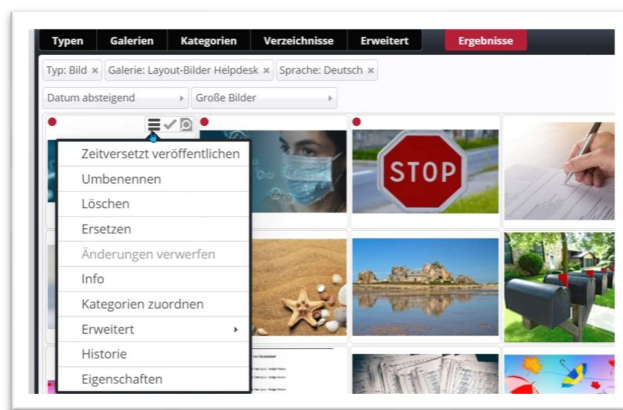 Typen Galerien Kategorien Verzeichnisse Erweitert Ergebnisse
Typ: Bild × Galerie: Layout-Bilder Helpdesk × Sprache: Deutsch ×
Datum absteigend Große Bilder
Zeitversetzt veröffentlichen
Umbenennen
Löschen
Ersetzen
Änderungen verwerfen
Info
Kategorien zuordnen
Erweitert
Historie
Eigenschaften
STOP